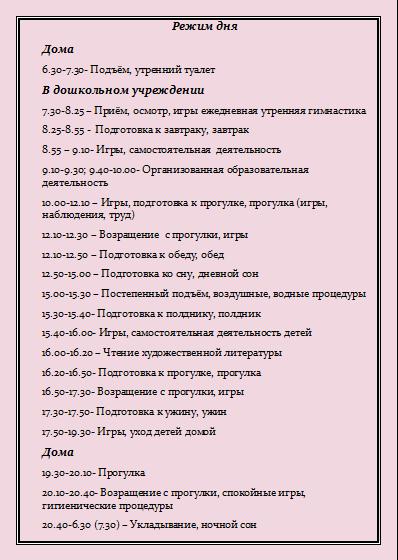 Режим дня
Дома
6.30-7.30- Подъём, утренний туалет
В дошкольном учреждении
7.30-8.25 – Приём, осмотр, игры ежедневная утренняя гимнастика
8.25-8.55 - Подготовка к завтраку, завтрак
8.55 – 9.10- Игры, самостоятельная деятельность
9.10-9.30; 9.40-10.00- Организованная образовательная
деятельность
10.00-12.10 – Игры, подготовка к прогулке, прогулка (игры,
наблюдения, труд)
12.10-12.30 – Возращение с прогулки, игры
12.10-12.50 – Подготовка к обеду, обед
12.50-15.00 – Подготовка ко сну, дневной сон
15.00-15.30 – Постепенный подъём, воздушные, водные процедуры
15.30-15.40- Подготовка к полднику, полдник
15.40-16.00- Игры, самостоятельная деятельность детей
16.00-16.20 – Чтение художественной литературы
16.20-16.50- Подготовка к прогулке, прогулка
16.50-17.30- Возращение с прогулки, игры
17.30-17.50- Подготовка к ужину, ужин
17.50-19.30- Игры, уход детей домой
Дома
19.30-20.10- Прогулка
20.10-20.40- Возращение с прогулки, спокойные игры,
гигиенические процедуры
20.40-6.30 (7.30) – Укладывание, ночной сон